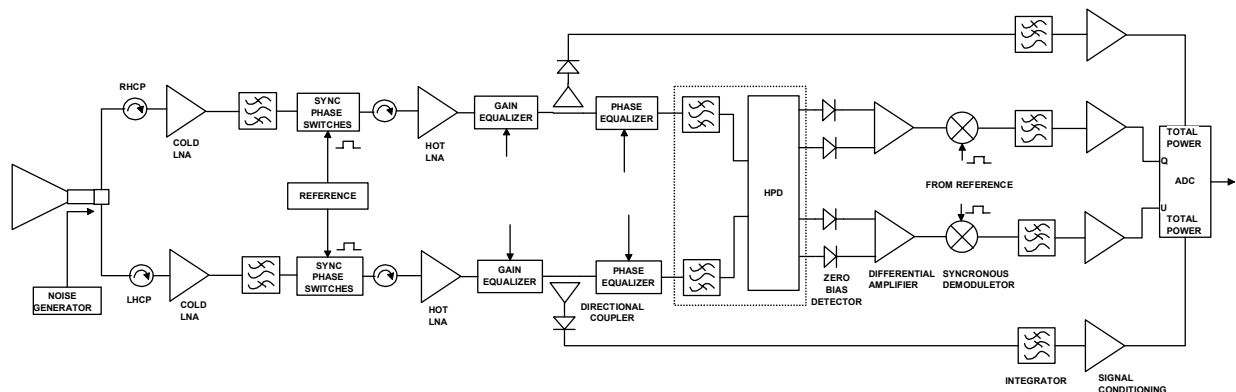 RHCP
COLD
LNA
SYNC
PHASE
SWITCHES
HOT
LNA
GAIN
EQUALIZER
PHASE
EQUALIZER
REFERENCE
HPD
FROM REFERENCE
TOTAL
POWER
Q
ADC
U
TOTAL
POWER
NOISE
GENERATOR
LHCP
COLD
LNA
SYNC
PHASE
SWITCHES
HOT
LNA
GAIN
EQUALIZER
PHASE
EQUALIZER
DIRECTIONAL
COUPLER
ZERO
BIAS
DETECTOR
DIFFERENTIAL
AMPLIFIER
SYNCRONOUS
DEMODULETOR
INTEGRATOR
SIGNAL
CONDITIONING